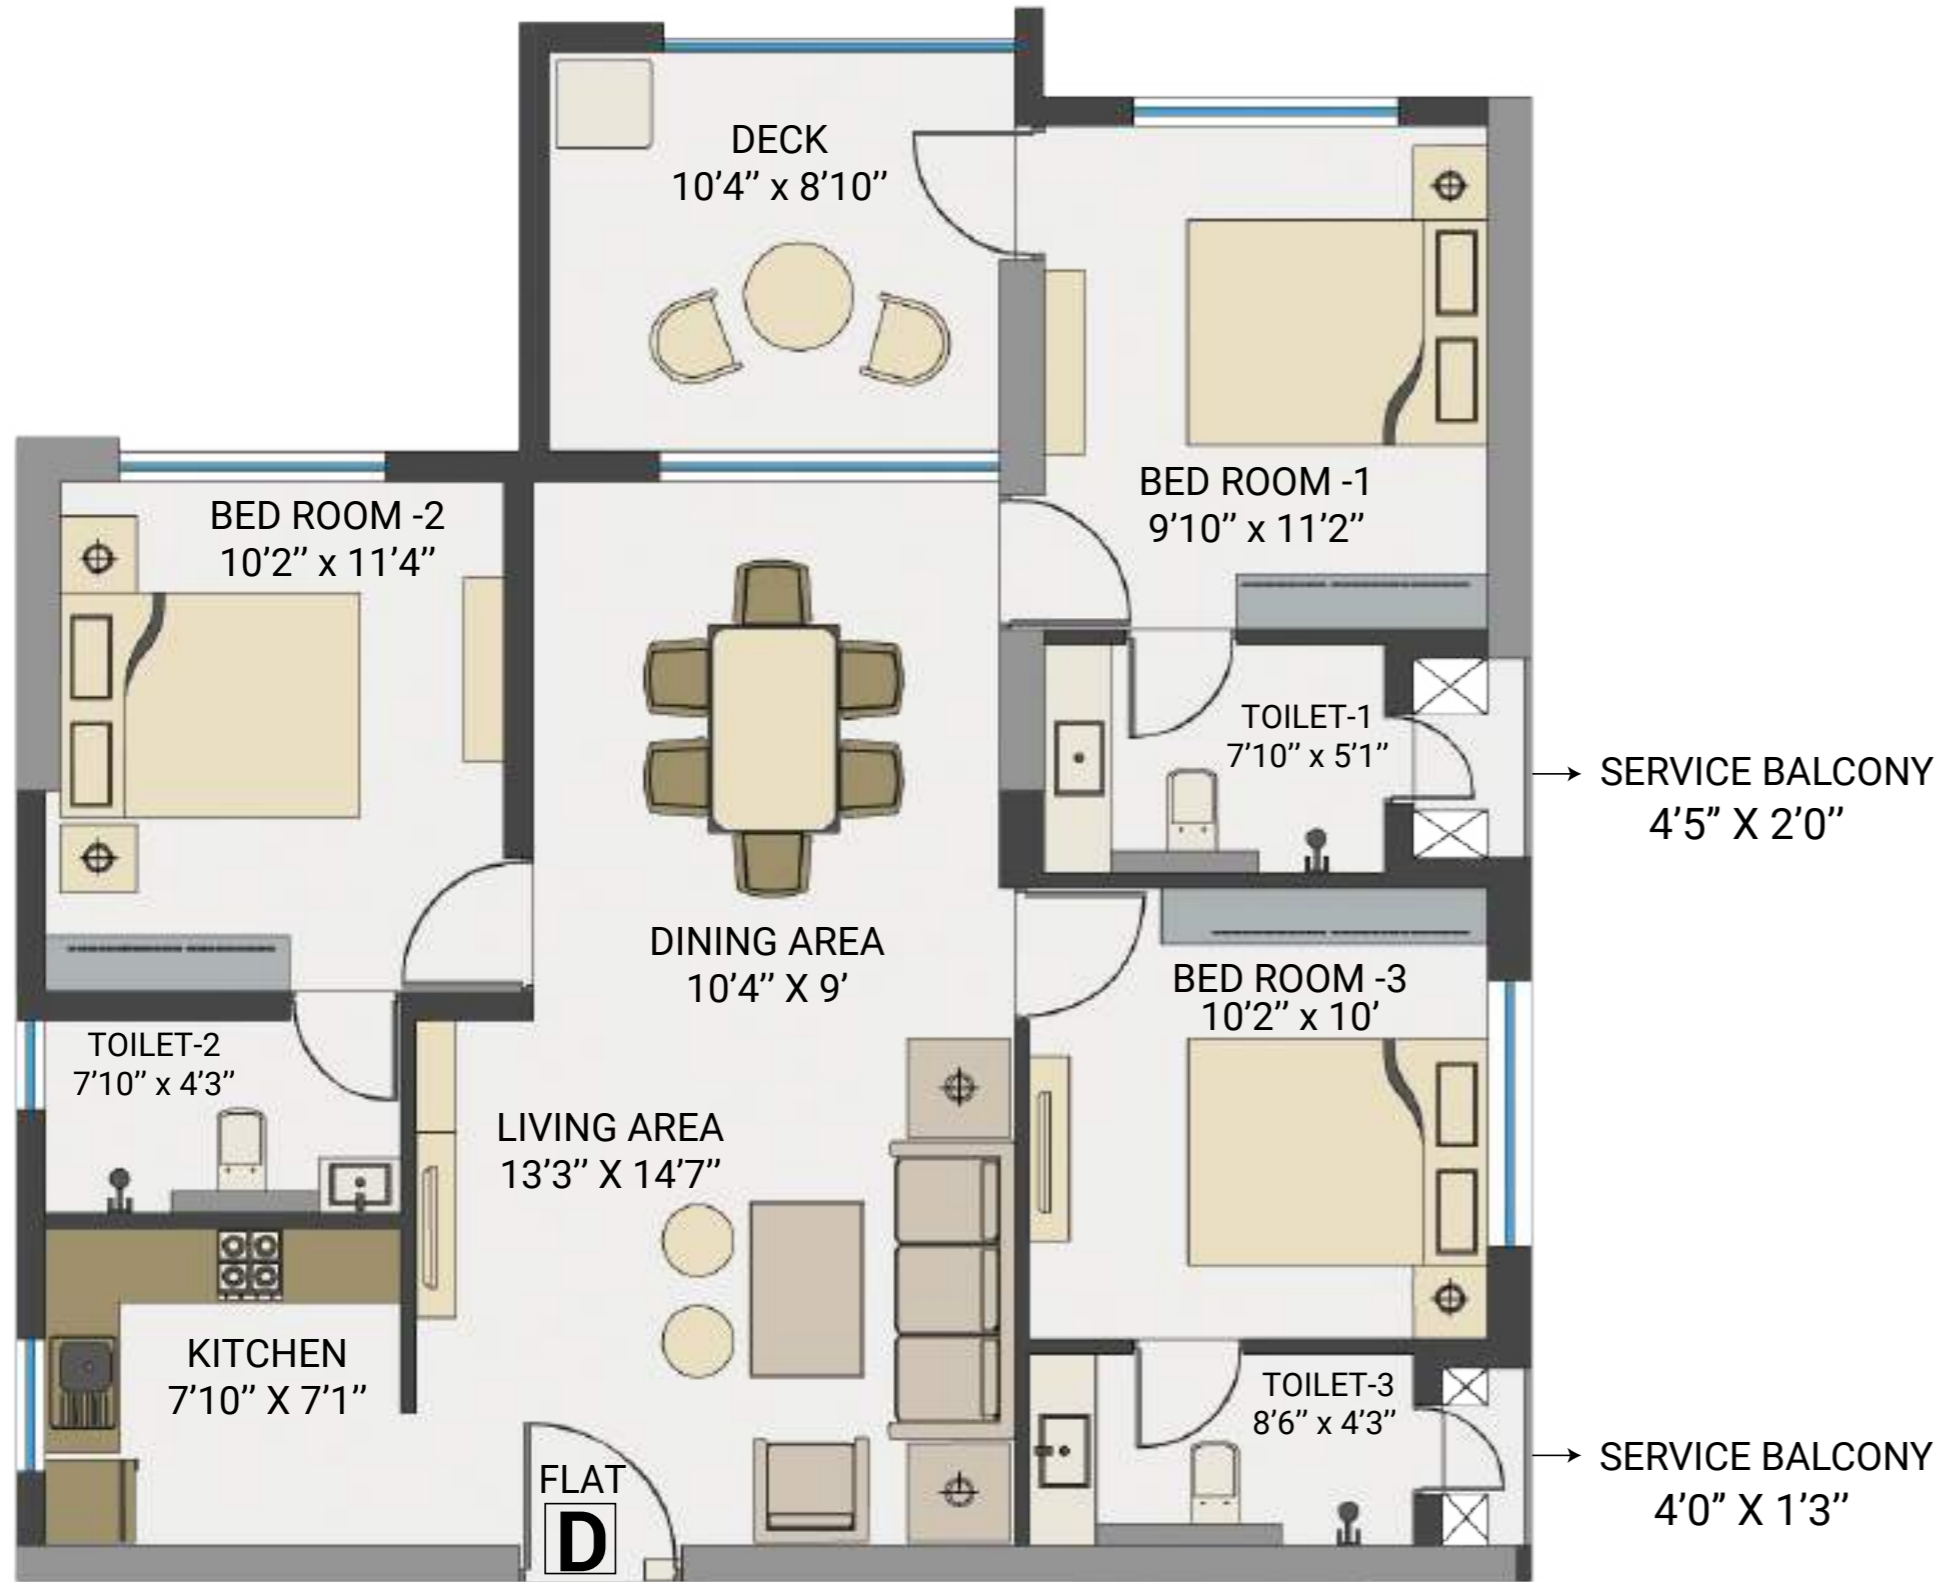 DECK
10’4’’ x 8’10’’
BED ROOM -1
9’10’’ x 11’2’’
BED ROOM -2
10’2’’ x 11’4’’
TOILET-1
7’10’’ x 5’1’’
SERVICE BALCONY
4’5’’ X 2’0’’
DINING AREA
10’4’’ X 9’
BED ROOM -3
10’2’’ x 10’
TOILET-2
7’10’’ x 4’3’’
LIVING AREA
13’3’’ X 14’7’’
KITCHEN
7’10’’ X 7’1’’
TOILET-3
8’6’’ x 4’3’’
SERVICE BALCONY
4’0’’ X 1’3’’
FLAT
D